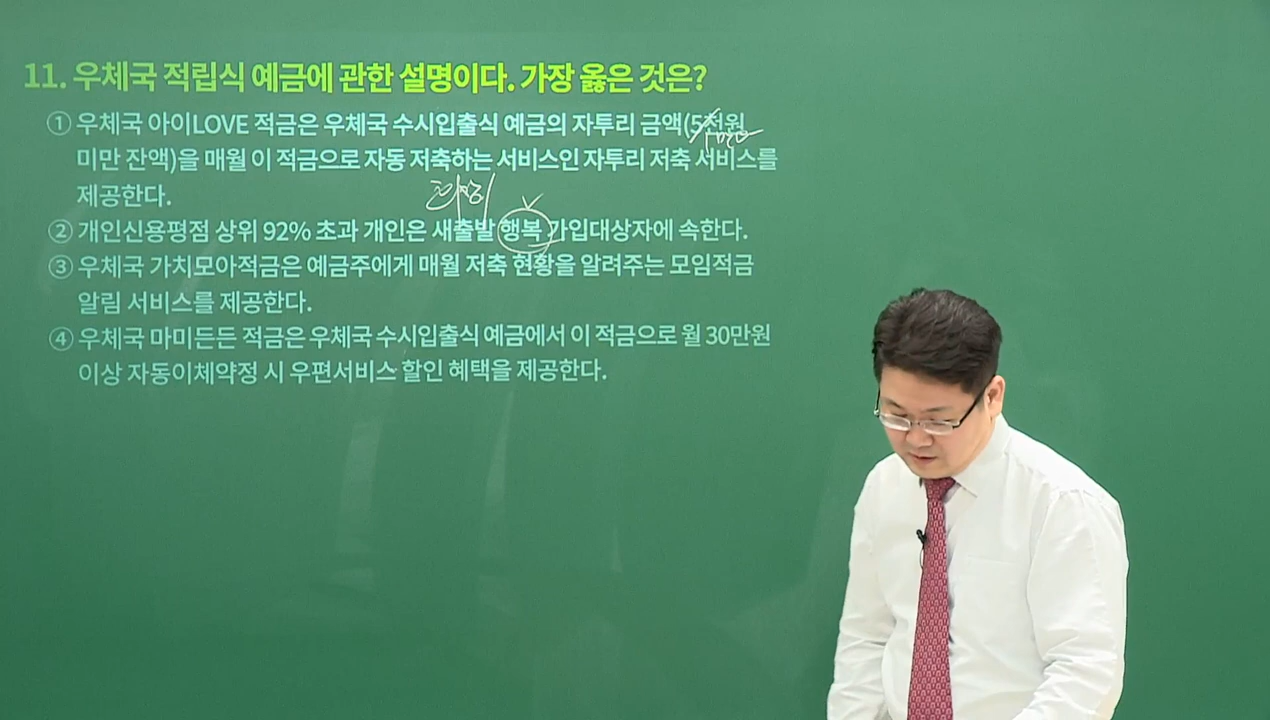 11. 우체국 적립식 예금에 관한 설명이다. 가장 옳은 것은?
① 우체국 아이LOVE 적금은 우체국 수시입출식 예금의 자투리 금액(5천원
미만 잔액)을 매월 이 적금으로 자동 저축하는 서비스인 자투리 저축 서비스를
제공한다.
② 개인신용평점 상위 92% 초과 개인은 새출발 행복 가입대상자에 속한다.
③ 우체국 가치모아적금은 예금주에게 매월 저축 현황을 알려주는 모임적금
알림 서비스를 제공한다.
④ 우체국 마미든든 적금은 우체국 수시입출식 예금에서 이 적금으로 월 30만원
이상 자동이체약정 시 우편서비스 할인 혜택을 제공한다.